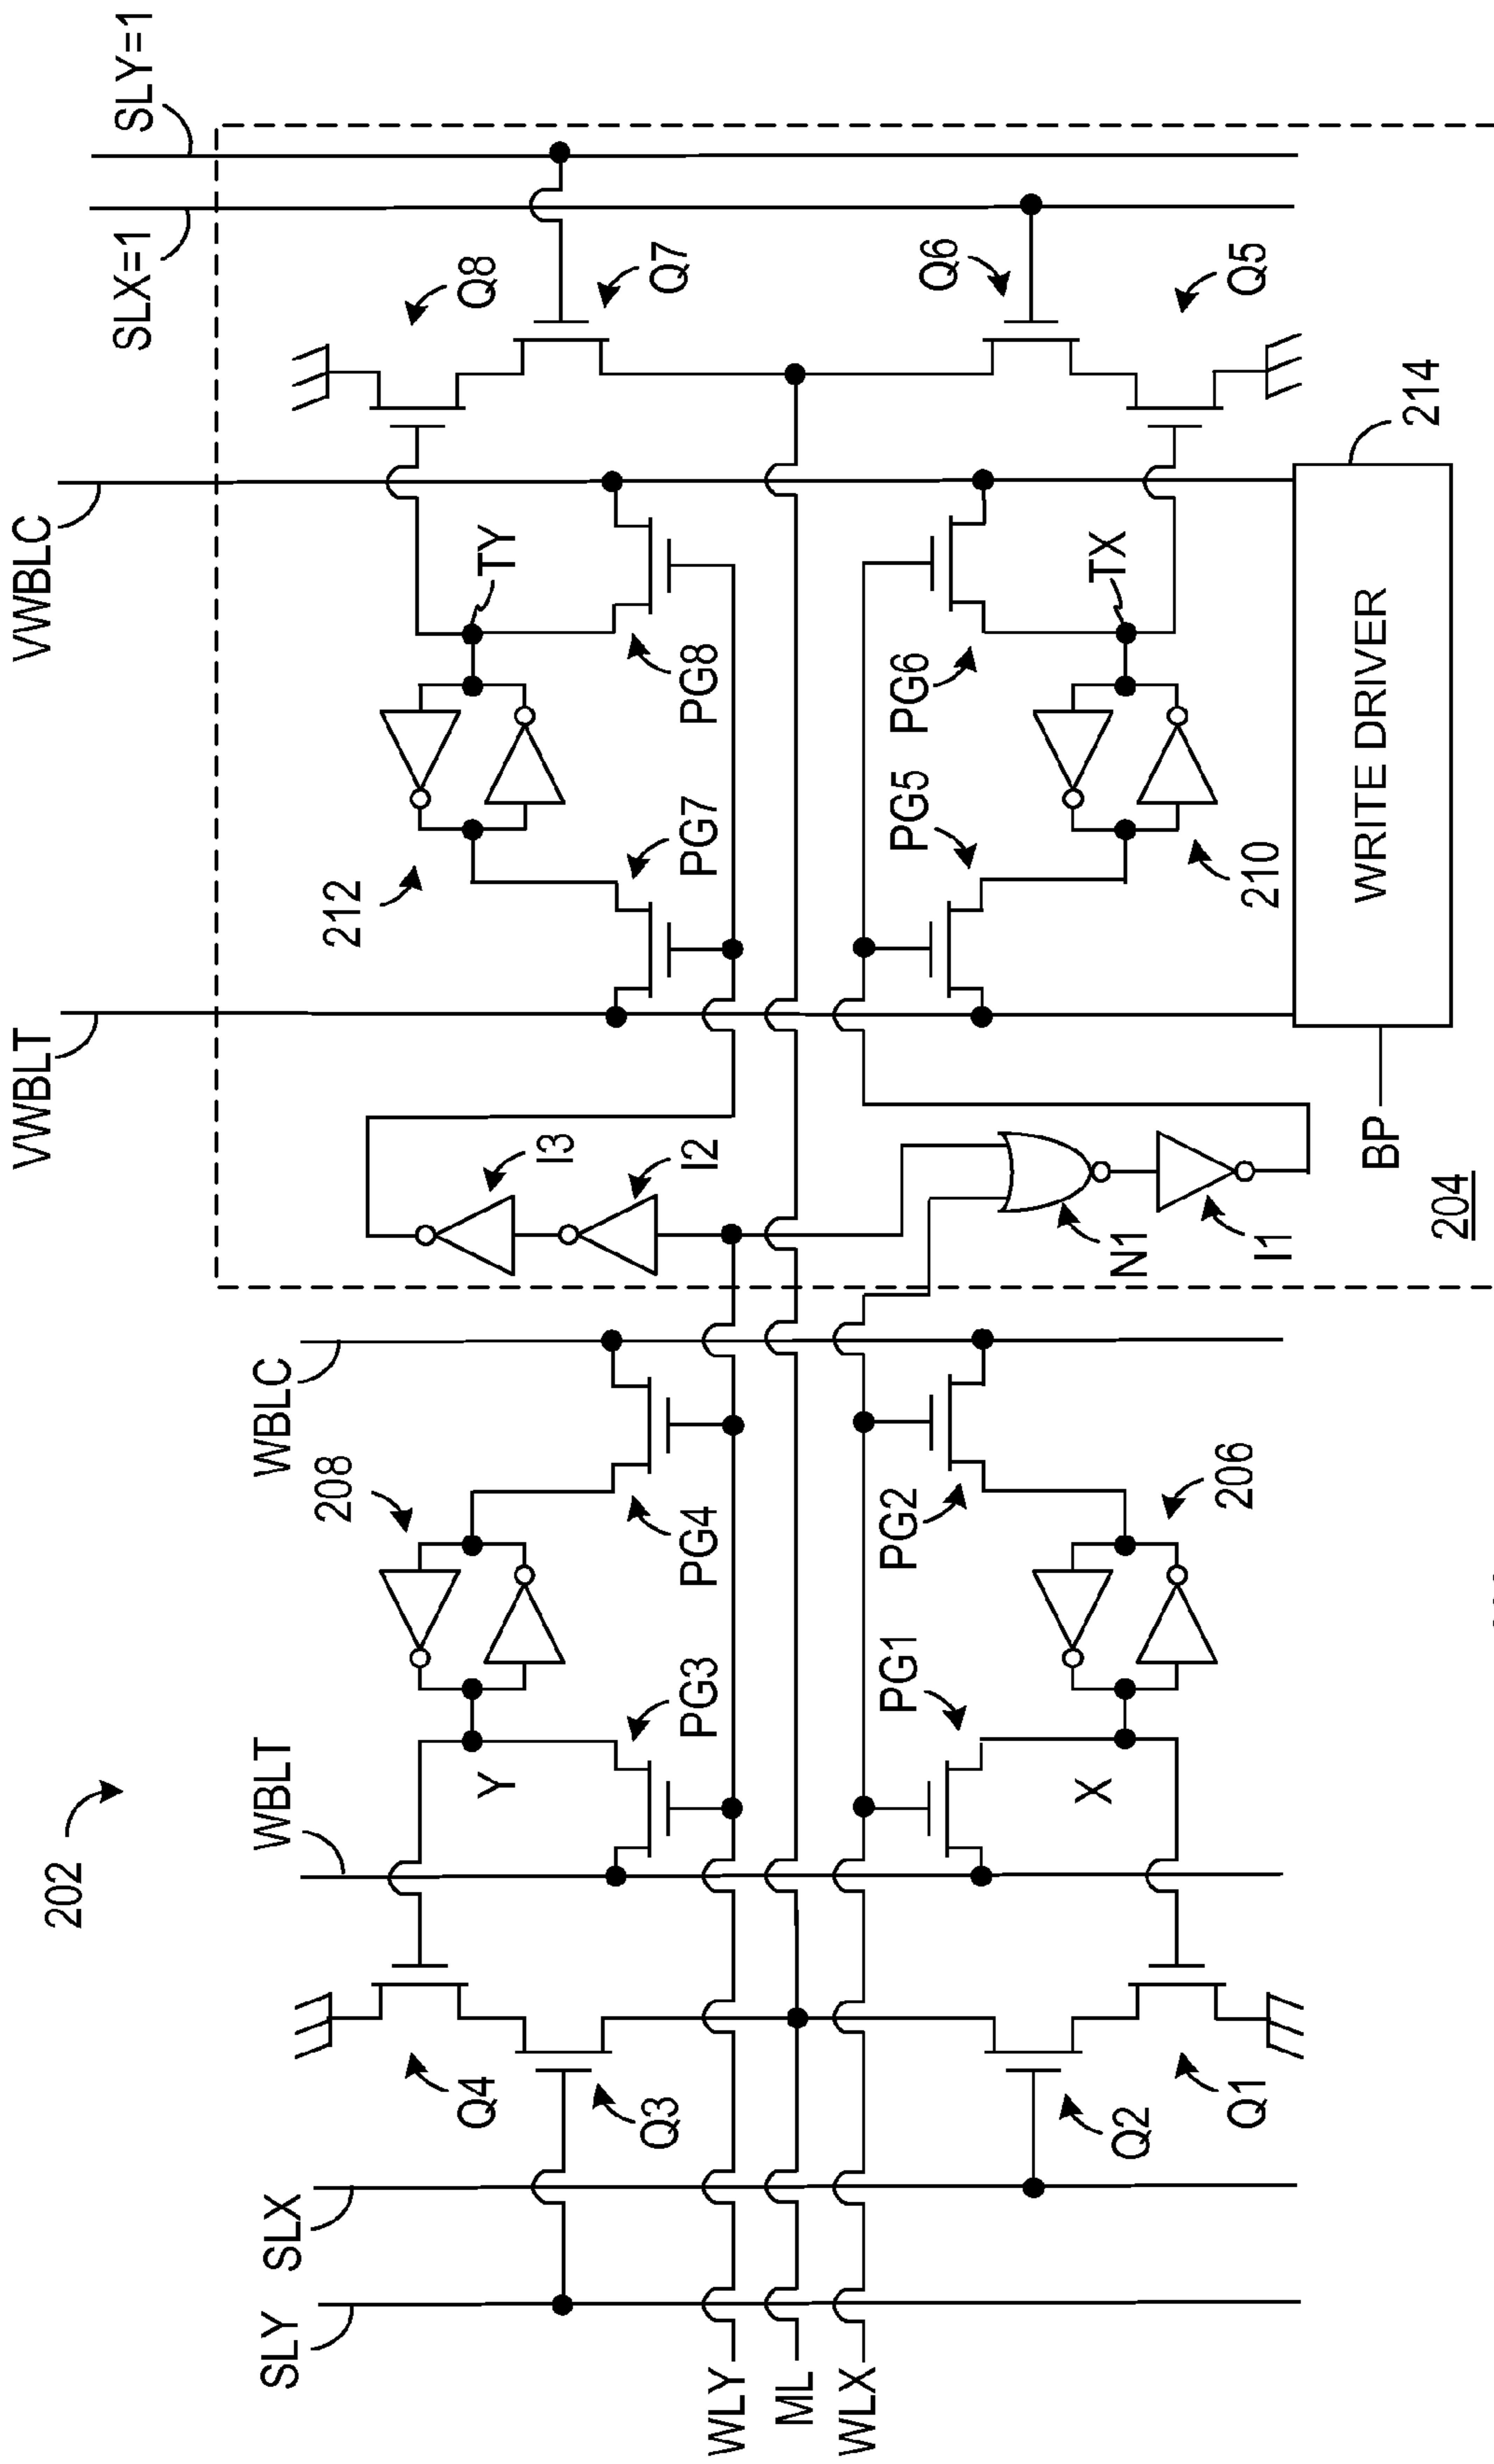 VWBLT
VWBLC
202
SLX=1
SLY=1
SLY
SLX
WBLT
WBLC
208
212
Q4
Y
TY
Q8
I3
Q3
PG3
PG4
I2
PG7
PG8
Q7
WLY
ML
WLX
PG1
PG2
PG5
PG6
Q6
X
TX
Q2
N1
Q1
206
I1
210
Q5
BP
WRITE DRIVER
214
204